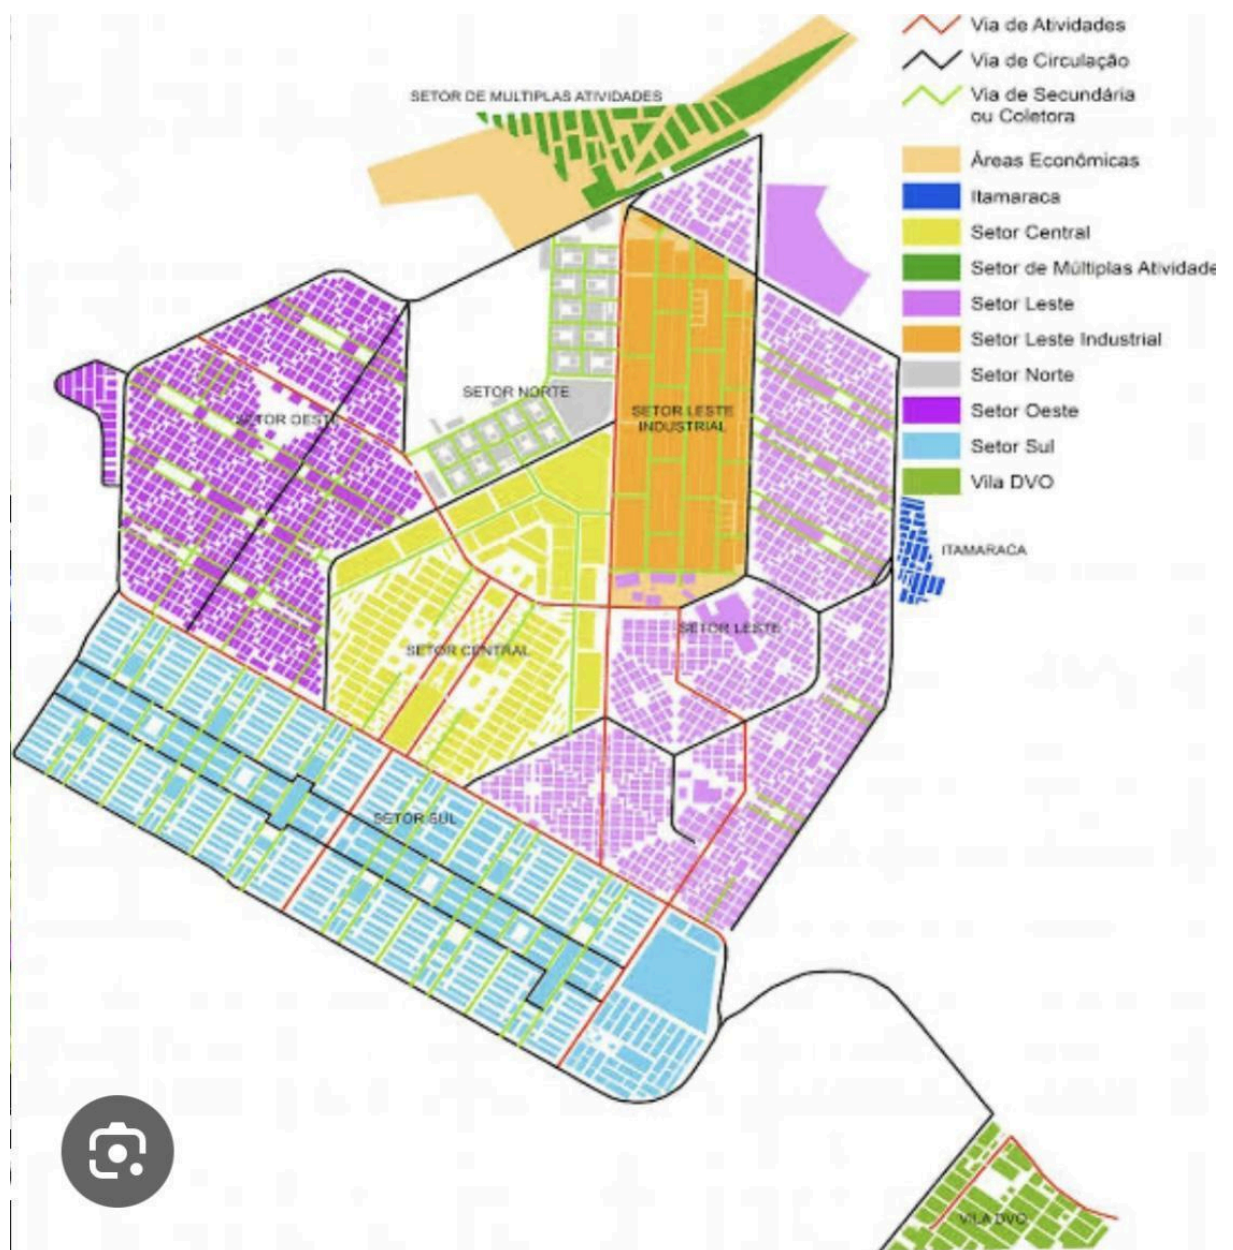 Via de Atividades
Via de Circulação
Via de Secundária
ou Coletora
Áreas Econômicas
Itamaraca
Setor Central
Setor de Múltiplas Atividade
Setor Leste
Setor Leste Industrial
Setor Norte
Setor Oeste
Setor Sul
Vila DVO
SETOR DE MULTIPLAS ATIVIDADES
SETOR NORTE
SETOR LESTE
INDUSTRIAL
SETOR OESTE
ITAMARACA
SETOR LESTE
SETOR CENTRAL
SETOR SUL
VILA DVO